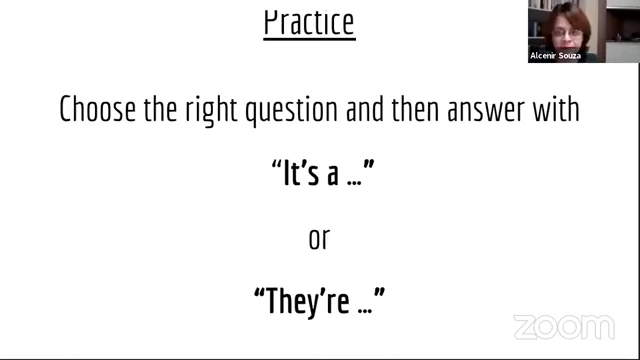 Practice
Alcenir Souza
Choose the right question and then answer with
“It’s a ...”
or
“They’re ...”
zoom